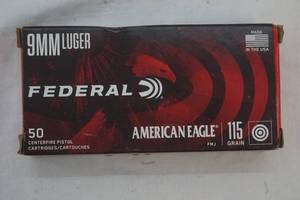 9MM LUGER
MADE
IN THE USA
FEDERAL
50
CENTERFIRE PISTOL
CARTRIDGES/CARTOUCHES
AMERICAN EAGLE
FMJ
115
GRAIN